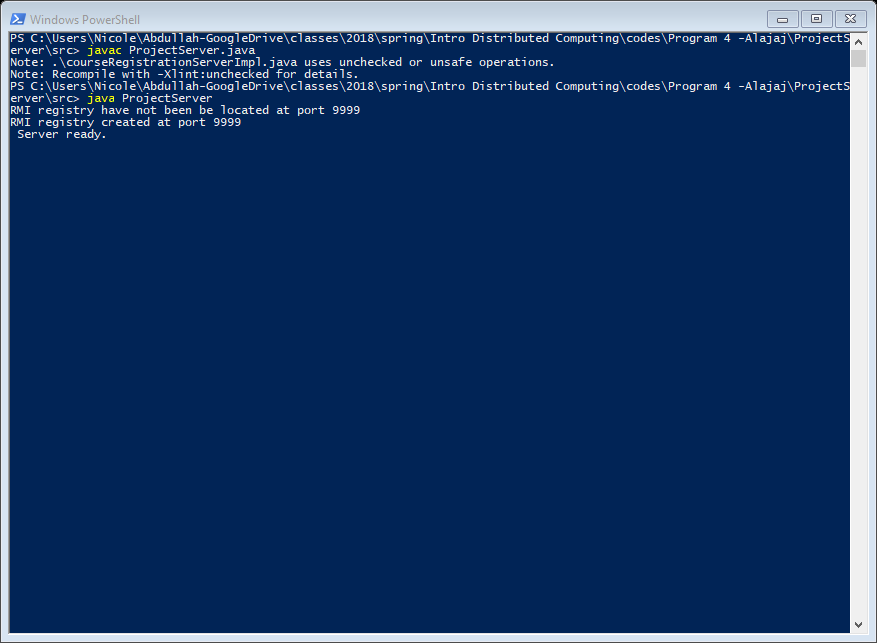 Windows PowerShell
PS C:\Users\Nicole\Abdullah-GoogleDrive\classes\2018\spring\Intro Distributed Computing\codes\Program 4 -Alajaj\ProjectS
erver\src> javac ProjectServer.java
Note: .\courseRegistrationServerImpl.java uses unchecked or unsafe operations.
Note: Recompile with -Xlint:unchecked for details.
PS C:\Users\Nicole\Abdullah-GoogleDrive\classes\2018\spring\Intro Distributed Computing\codes\Program 4 -Alajaj\ProjectS
erver\src> java ProjectServer
RMI registry have not been be located at port 9999
RMI registry created at port 9999
 Server ready.